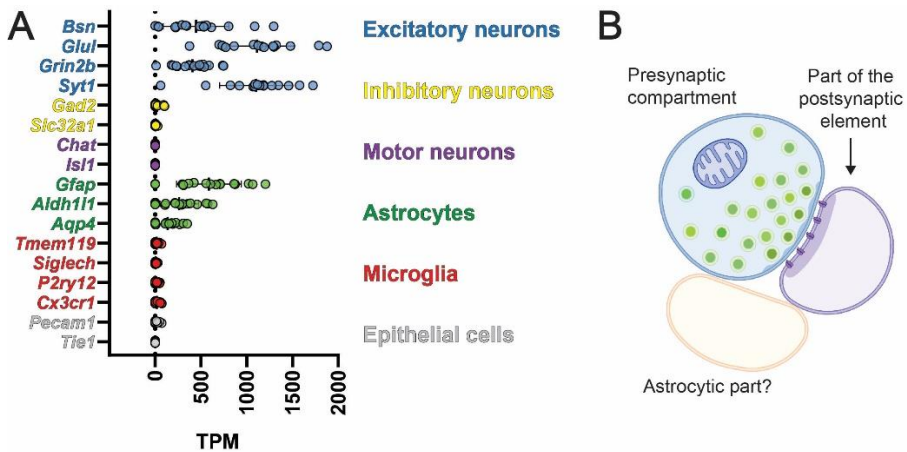 A
Bsn
Glul
Grin2b
Syt1
Gad2
Slc32a1
Chat
Isl1
Gfap
Aldh1l1
Aqp4
Tmem119
Siglech
P2ry12
Cx3cr1
Pecam1
Tie1
0
500
1000
1500
2000
TPM
Excitatory neurons
Inhibitory neurons
Motor neurons
Astrocytes
Microglia
Epithelial cells
B
Presynaptic
compartment
Part of the
postsynaptic
element
Astrocytic part?